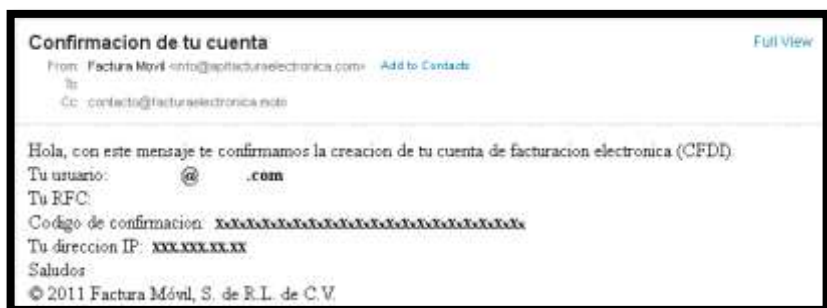 Confirmacion de tu cuenta
Full View
From: Factura Movil <info@apifacturaelectronica.com> Add to Contacts
To:
Cc: contacto@facturaelectronica.mobi
Hola, con este mensaje te confirmamos la creacion de tu cuenta de facturacion electronica (CFDI)
Tu usuario: @ .com
Tu RFC:
Codigo de confirmacion:
Tu direccion IP: xxx.xxx.xx.xx
Saludos
© 2011 Factura Móvil, S. de R.L. de C.V.